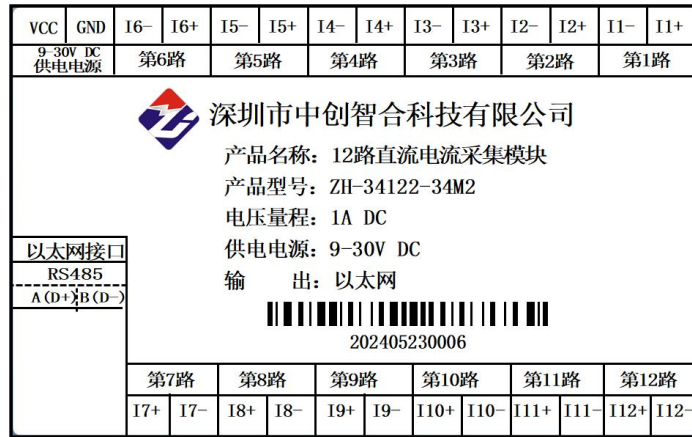 VCC GND I6- I6+ I5- I5+ I4- I4+ I3- I3+ I2- I2+ I1- I1+
9-30V DC
供电电源 第6路 第5路 第4路 第3路 第2路 第1路
深圳市中创智合科技有限公司
产品名称：12路直流电流采集模块
产品型号：ZH-34122-34M2
电压量程：1A DC
供电电源：9-30V DC
输 出：以太网
以太网接口
RS485
A(D+) B(D-)
202405230006
第7路 第8路 第9路 第10路 第11路 第12路
I7+ I7- I8+ I8- I9+ I9- I10+ I10- I11+ I11- I12+ I12-